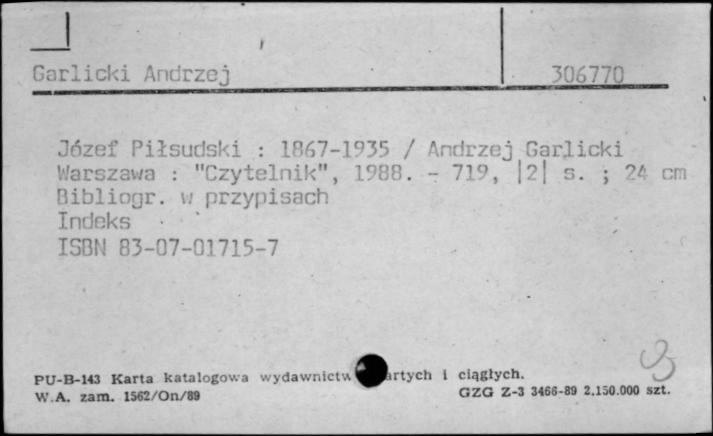 Garlicki Andrzej 306770
Józef Piłsudski : 1867-1935 / Andrzej Garlicki
Warszawa : "Czytelnik", 1988. - 719, |2| s. ; 24 cm
Bibliogr. w przypisach
Indeks
ISBN 83-07-01715-7
PU-B-143 Karta katalogowa wydawnictw artych i ciągłych.
W.A. zam. 1562/On/89 GZG Z-3 3466-89 2.150.000 szt.